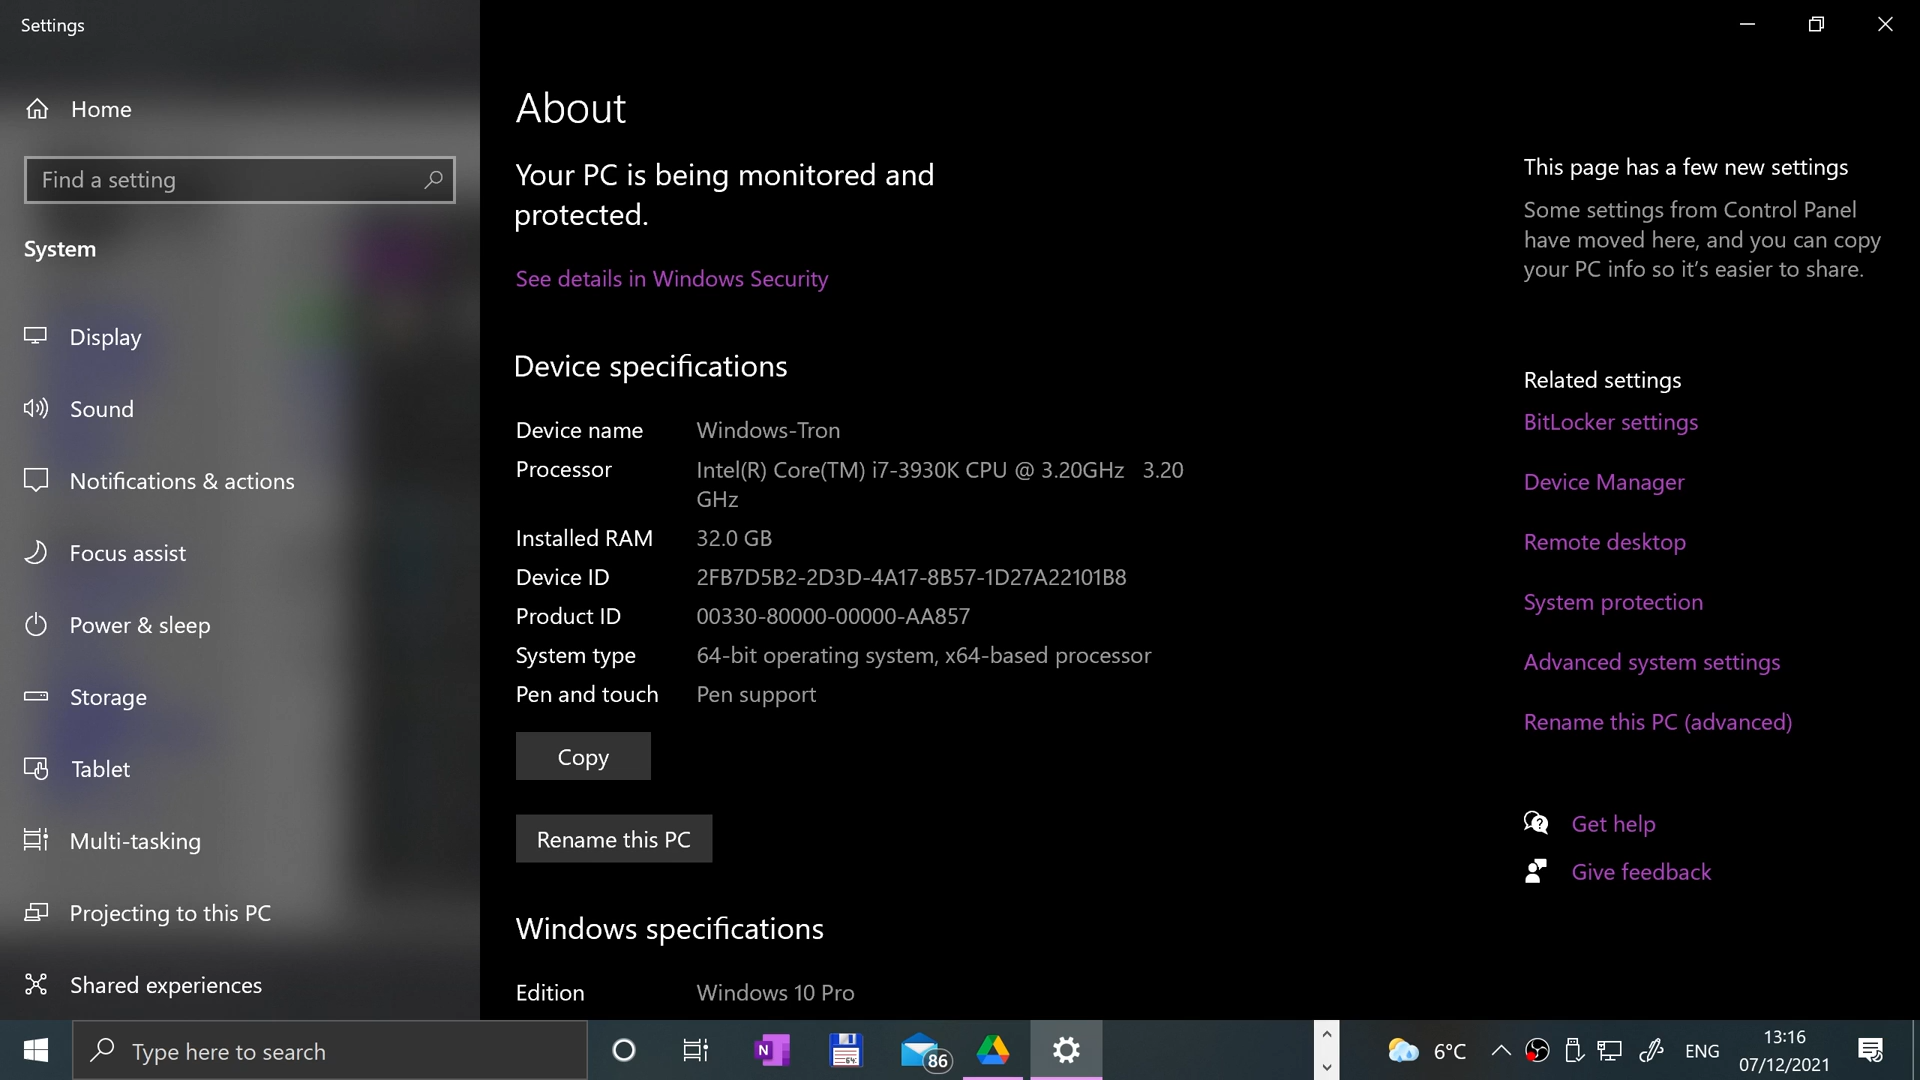 Settings
Home
Find a setting
System
Display
Sound
Notifications & actions
Focus assist
Power & sleep
Storage
Tablet
Multi-tasking
Projecting to this PC
Shared experiences
About
Your PC is being monitored and
protected.
See details in Windows Security
Device specifications
Device name Windows-Tron
Processor Intel(R) Core(TM) i7-3930K CPU @ 3.20GHz 3.20
GHz
Installed RAM 32.0 GB
Device ID 2FB7D5B2-2D3D-4A17-8B57-1D27A22101B8
Product ID 00330-80000-00000-AA857
System type 64-bit operating system, x64-based processor
Pen and touch Pen support
Copy
Rename this PC
Windows specifications
Edition Windows 10 Pro
This page has a few new settings
Some settings from Control Panel
have moved here, and you can copy
your PC info so it's easier to share.
Related settings
BitLocker settings
Device Manager
Remote desktop
System protection
Advanced system settings
Rename this PC (advanced)
Get help
Give feedback
Type here to search
N
64
86
6°C
ENG
13:16
07/12/2021